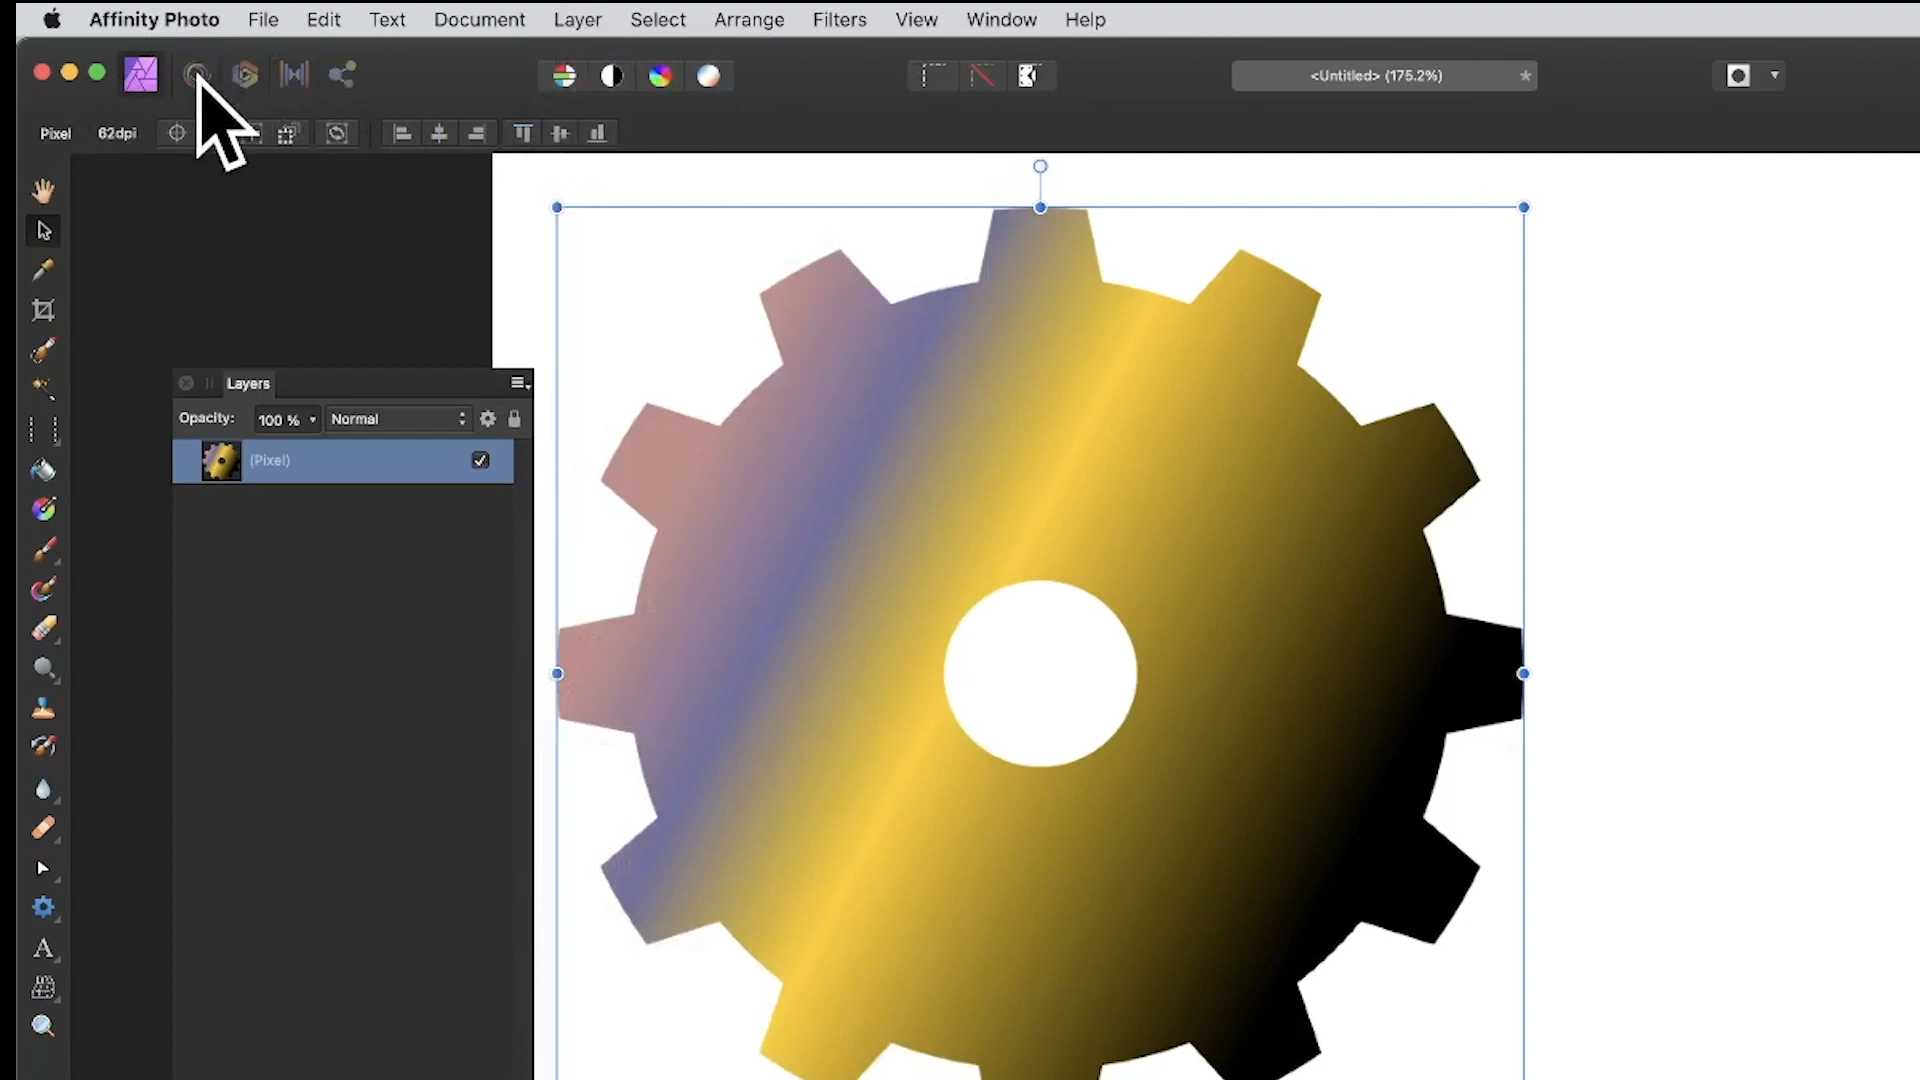 Affinity Photo File Edit Text Document Layer Select Arrange Filters View Window Help
<Untitled> (175.2%) *
Pixel 62dpi
Layers
Opacity: 100 % Normal
(Pixel)